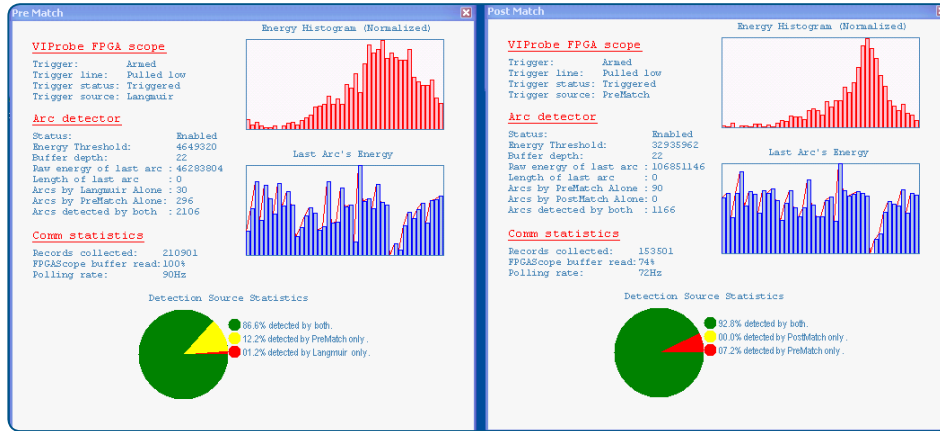 Pre Match
VIProbe FPGA scope
Trigger: Armed
Trigger line: Pulled low
Trigger status: Triggered
Trigger source: Langmuir
Arc detector
Status: Enabled
Energy Threshold: 4649320
Buffer depth: 22
Raw energy of last arc : 46283804
Length of last arc : 0
Arcs by Langmuir Alone : 30
Arcs by PreMatch Alone: 296
Arcs detected by both : 2106
Comm statistics
Records collected: 210901
FPGAScope buffer read: 100%
Polling rate: 90Hz
Energy Histogram (Normalized)
Last Arc's Energy
Detection Source Statistics
86.6% detected by both.
12.2% detected by PreMatch only .
01.2% detected by Langmuir only .
Post Match
VIProbe FPGA scope
Trigger: Armed
Trigger line: Pulled low
Trigger status: Triggered
Trigger source: PreMatch
Arc detector
Status: Enabled
Energy Threshold: 32935962
Buffer depth: 22
Raw energy of last arc : 106851146
Length of last arc : 0
Arcs by PreMatch Alone : 90
Arcs by PostMatch Alone: 0
Arcs detected by both : 1166
Comm statistics
Records collected: 153501
FPGAScope buffer read: 74%
Polling rate: 72Hz
Energy Histogram (Normalized)
Last Arc's Energy
Detection Source Statistics
92.8% detected by both.
00.0% detected by PostMatch only .
07.2% detected by PreMatch only .